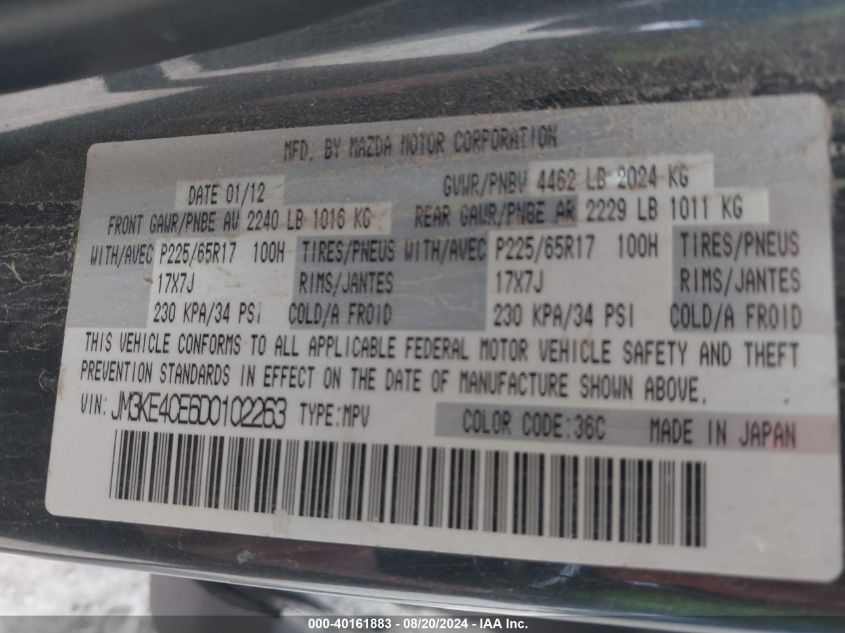 MFD. BY MAZDA MOTOR CORPORATION
DATE 01/12 GVWR/PNBV 4462 LB 2024 KG
FRONT GAWR/PNBE AV 2240 LB 1016 KG REAR GAWR/PNBE AR 2229 LB 1011 KG
WITH/AVEC P225/65R17 100H TIRES/PNEUS WITH/AVEC P225/65R17 100H TIRES/PNEUS
17X7J RIMS/JANTES 17X7J RIMS/JANTES
230 KPA/34 PSI COLD/A FROID 230 KPA/34 PSI COLD/A FROID
THIS VEHICLE CONFORMS TO ALL APPLICABLE FEDERAL MOTOR VEHICLE SAFETY AND THEFT
PREVENTION STANDARDS IN EFFECT ON THE DATE OF MANUFACTURE SHOWN ABOVE.
VIN: JM3KE4CE6D0102263 TYPE:MPV COLOR CODE:36C MADE IN JAPAN
000-40161883 - 08/20/2024 - IAA Inc.